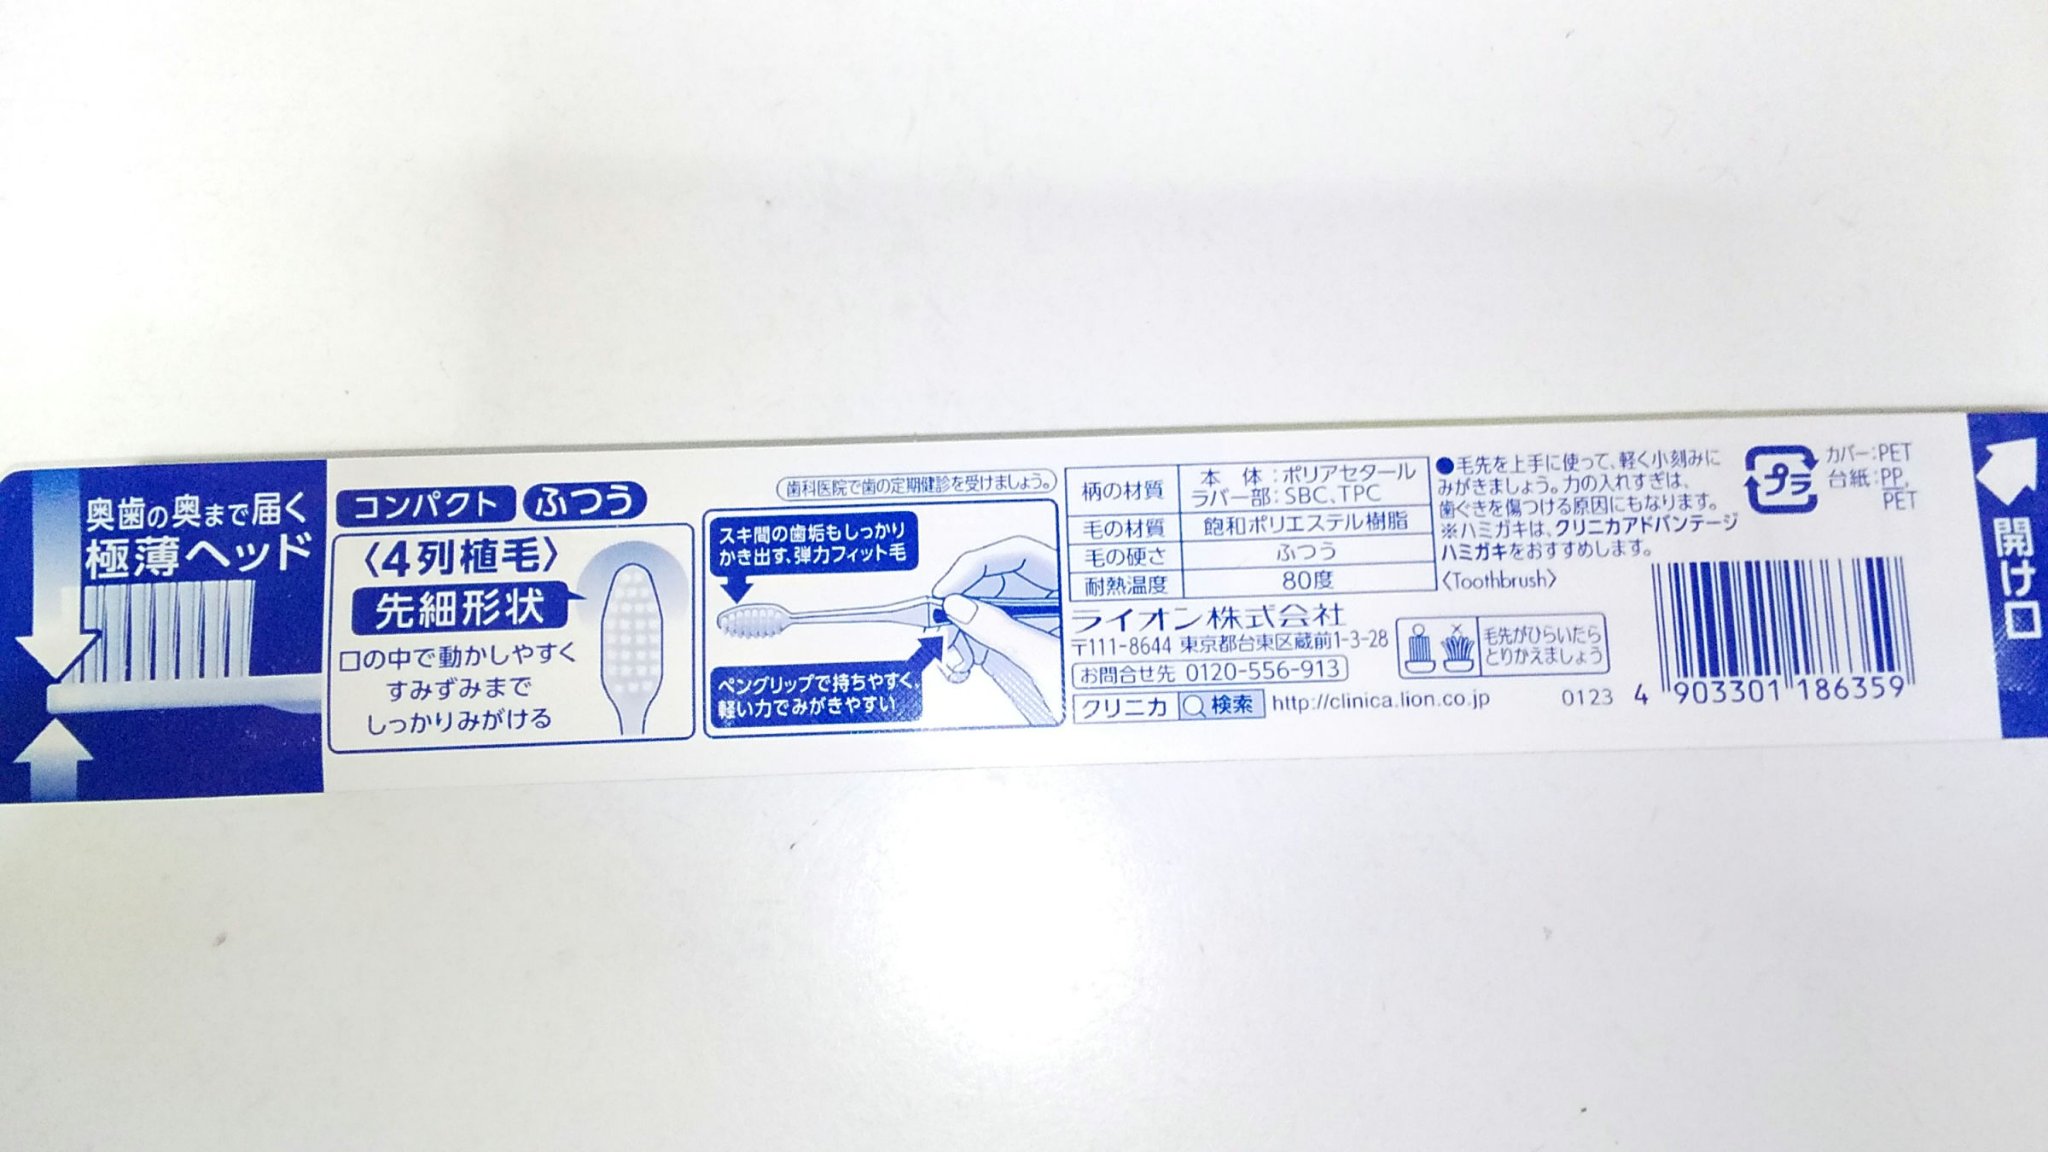 奥歯の奥まで届く
極薄ヘッド
コンパクト ふつう
〈4列植毛〉
先細形状
口の中で動かしやすく
すみずみまで
しっかりみがける
歯科医院で歯の定期健診を受けましょう。
スキ間の歯垢もしっかり
かき出す、弾力フィット毛
ペングリップで持ちやすく、
軽い力でみがきやすい
柄の材質 本 体:ポリアセタール
ラバー部:SBC、TPC
毛の材質 飽和ポリエステル樹脂
毛の硬さ ふつう
耐熱温度 80度
ライオン株式会社
〒111-8644 東京都台東区蔵前1-3-28
お問合せ先 0120-556-913
クリニカ 検索 http://clinica.lion.co.jp
●毛先を上手に使って、軽く小刻みに
みがきましょう。力の入れすぎは、
歯ぐきを傷つける原因にもなります。
※ハミガキは、クリニカアドバンテージ
ハミガキをおすすめします。
〈Toothbrush〉
毛先がひらいたら
とりかえましょう
プラ
カバー:PET
台紙:PP,
PET
0123
4 903301 186359
開け口